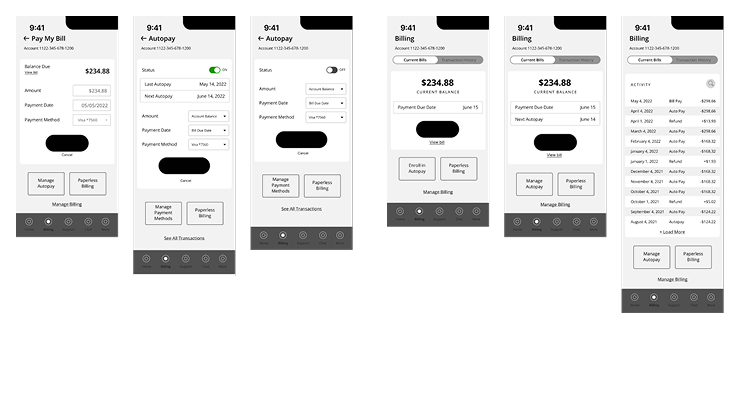 9:41
← Pay My Bill
Account 1122-345-678-1200
Balance Due
View bill
$234.88
Amount $234.88
Payment Date 05/05/2022
Payment Method Visa *7560
Cancel
Manage Autopay
Paperless Billing
Manage Billing
Billing
9:41
← Autopay
Account 1122-345-678-1200
Status ON
Last Autopay May 14, 2022
Next Autopay June 14, 2022
Amount Account Balance
Payment Date Bill Due Date
Payment Method Visa *7560
Cancel
Manage Payment Methods
Paperless Billing
See All Transactions
Billing
9:41
← Autopay
Account 1122-345-678-1200
Status OFF
Amount Account Balance
Payment Date Bill Due Date
Payment Method Visa *7560
Cancel
Manage Payment Methods
Paperless Billing
See All Transactions
Billing
9:41
Billing
Account 1122-345-678-1200
Current Bills Transaction History
$234.88
CURRENT BALANCE
Payment Due Date June 15
View bill
Enroll in Autopay
Paperless Billing
Manage Billing
Billing
9:41
Billing
Account 1122-345-678-1200
Current Bills Transaction History
$234.88
CURRENT BALANCE
Payment Due Date June 15
Next Autopay June 14
View bill
Manage Autopay
Paperless Billing
Manage Billing
Billing
9:41
Billing
Account 1122-345-678-1200
Current Bills Transaction History
ACTIVITY
May 4, 2022 Bill Pay -$298.66
April 4, 2022 Auto Pay -$298.66
April 1, 2022 Refund +$13.93
March 4, 2022 Auto Pay -$298.66
February 4, 2022 Auto Pay -$168.32
January 4, 2022 Auto Pay -$168.32
January 1, 2022 Refund +$1.93
December 4, 2021 Auto Pay -$168.32
November 4, 2021 Auto Pay -$168.32
October 4, 2021 Auto Pay -$168.32
October 1, 2021 Refund +$5.02
September 4, 2021 Auto Pay -$124.22
August 4, 2021 Autopay -$124.22
+ Load More
Manage Autopay
Paperless Billing
Manage Billing
Billing